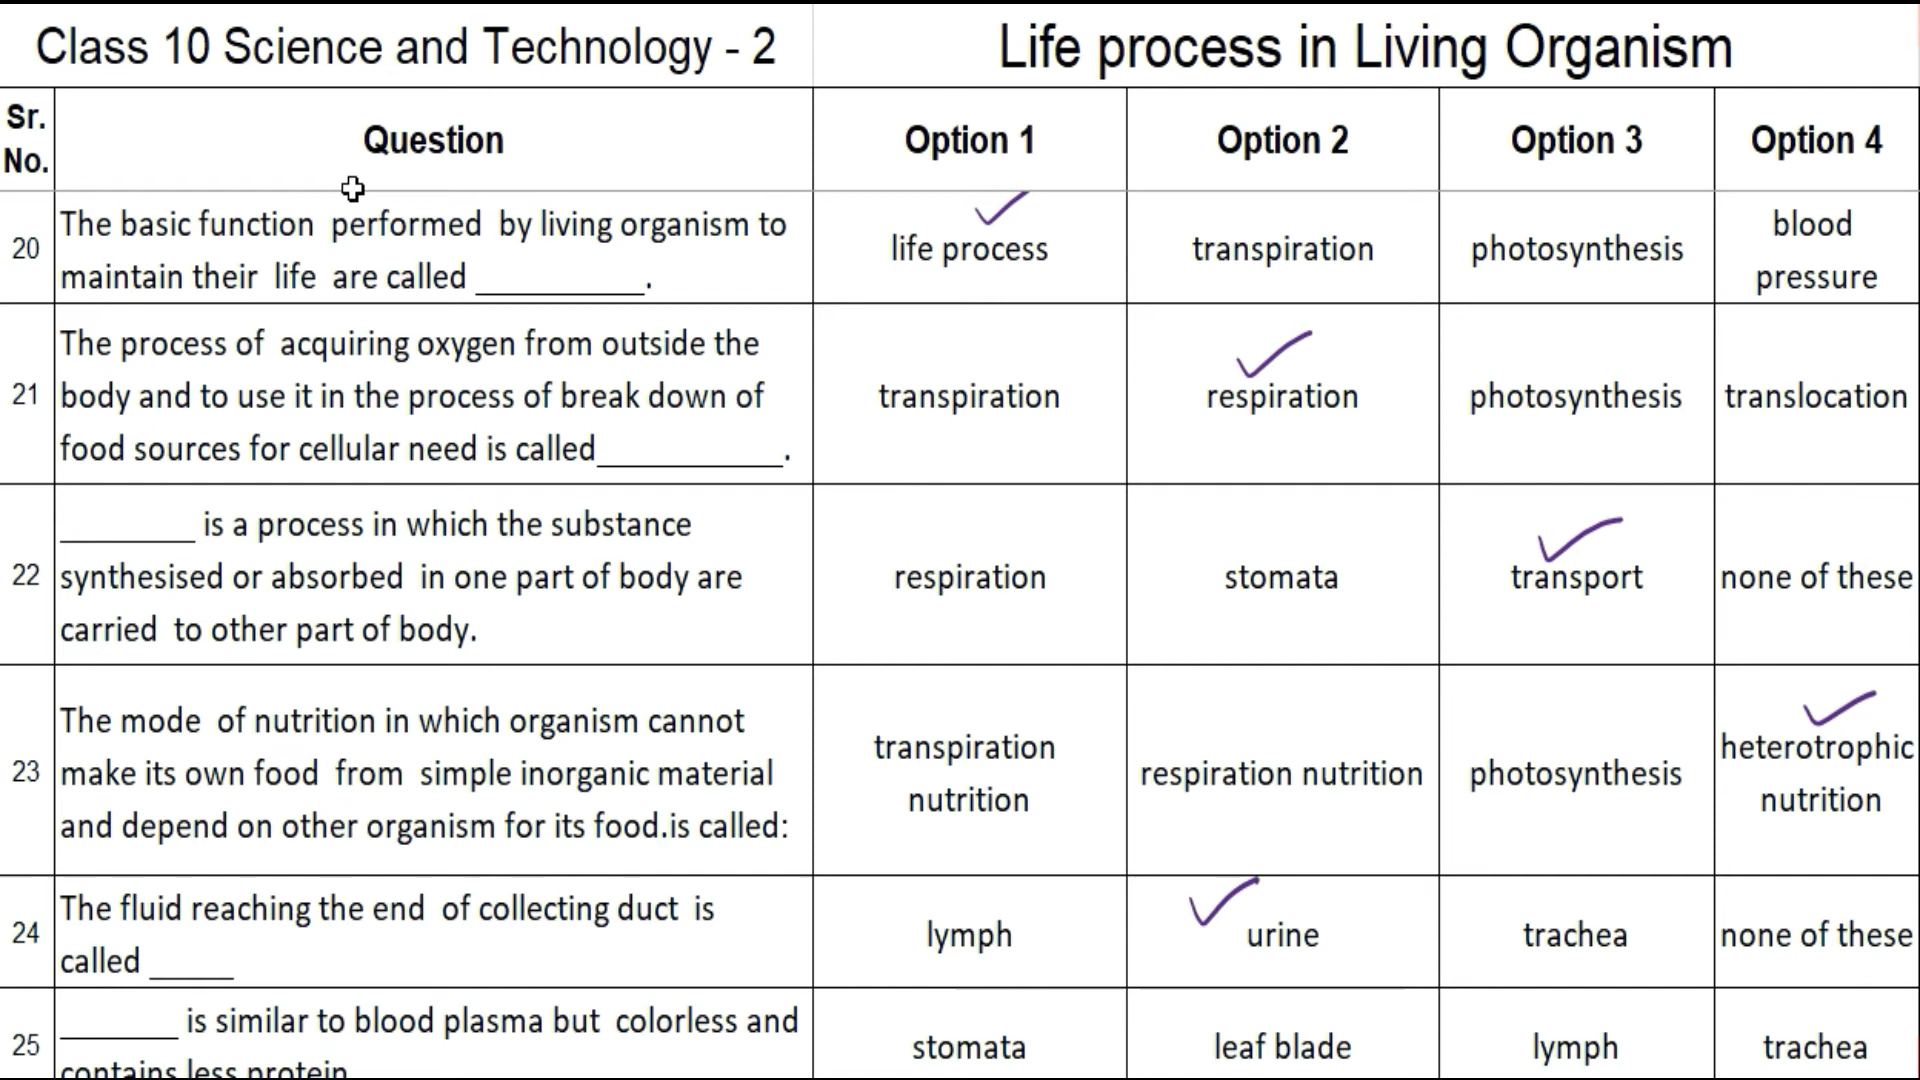 Class 10 Science and Technology - 2
Life process in Living Organism
Sr. No.
Question
Option 1
Option 2
Option 3
Option 4
20
The basic function performed by living organism to
maintain their life are called __________.
life process
transpiration
photosynthesis
blood
pressure
21
The process of acquiring oxygen from outside the
body and to use it in the process of break down of
food sources for cellular need is called___________.
transpiration
respiration
photosynthesis
translocation
22
________ is a process in which the substance
synthesised or absorbed in one part of body are
carried to other part of body.
respiration
stomata
transport
none of these
23
The mode of nutrition in which organism cannot
make its own food from simple inorganic material
and depend on other organism for its food.is called:
transpiration
nutrition
respiration nutrition
photosynthesis
heterotrophic
nutrition
24
The fluid reaching the end of collecting duct is
called _____
lymph
urine
trachea
none of these
25
_______ is similar to blood plasma but colorless and
contains less protein
stomata
leaf blade
lymph
trachea